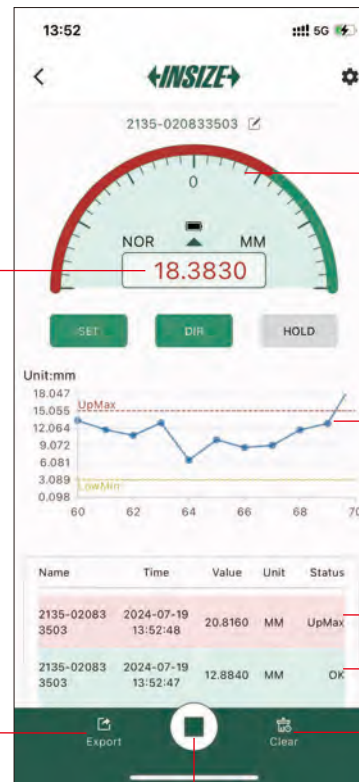 13:52
5G
INSIZE
2135-020833503
0
NOR MM
18.3830
SET DIR HOLD
Unit:mm
18.047
UpMax
15.055
12.064
9.072
6.081
3.089
LowMin
0.098
60 62 64 66 68 70
Name Time Value Unit Status
2135-02083 2024-07-19
20.8160 MM UpMax
3503 13:52:48
2135-02083 2024-07-19
12.8840 MM OK
3503 13:52:47
Export Clear